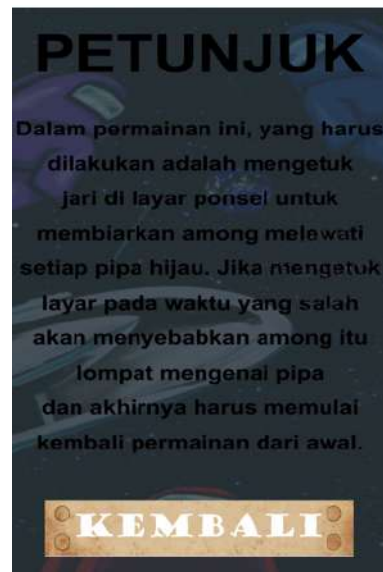 PETUNJUK
Dalam permainan ini, yang harus
dilakukan adalah mengetuk
jari di layar ponsel untuk
membiarkan among melewati
setiap pipa hijau. Jika mengetuk
layar pada waktu yang salah
akan menyebabkan among itu
lompat mengenai pipa
dan akhirnya harus memulai
kembali permainan dari awal.
KEMBALI